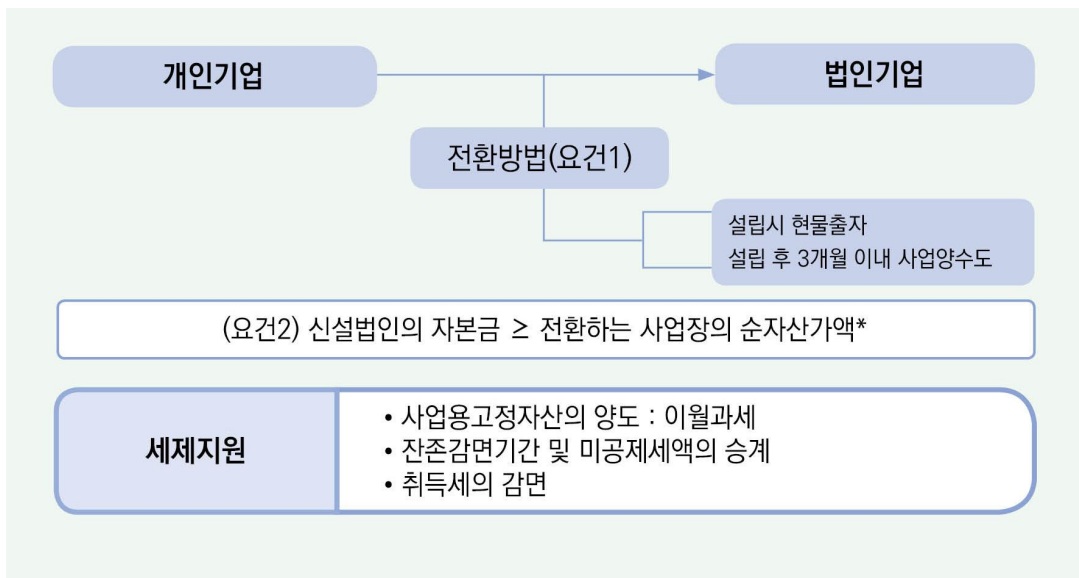 개인기업
법인기업
전환방법(요건1)
설립시 현물출자
설립 후 3개월 이내 사업양수도
(요건2) 신설법인의 자본금 ≥ 전환하는 사업장의 순자산가액*
세제지원
• 사업용고정자산의 양도 : 이월과세
• 잔존감면기간 및 미공제세액의 승계
• 취득세의 감면